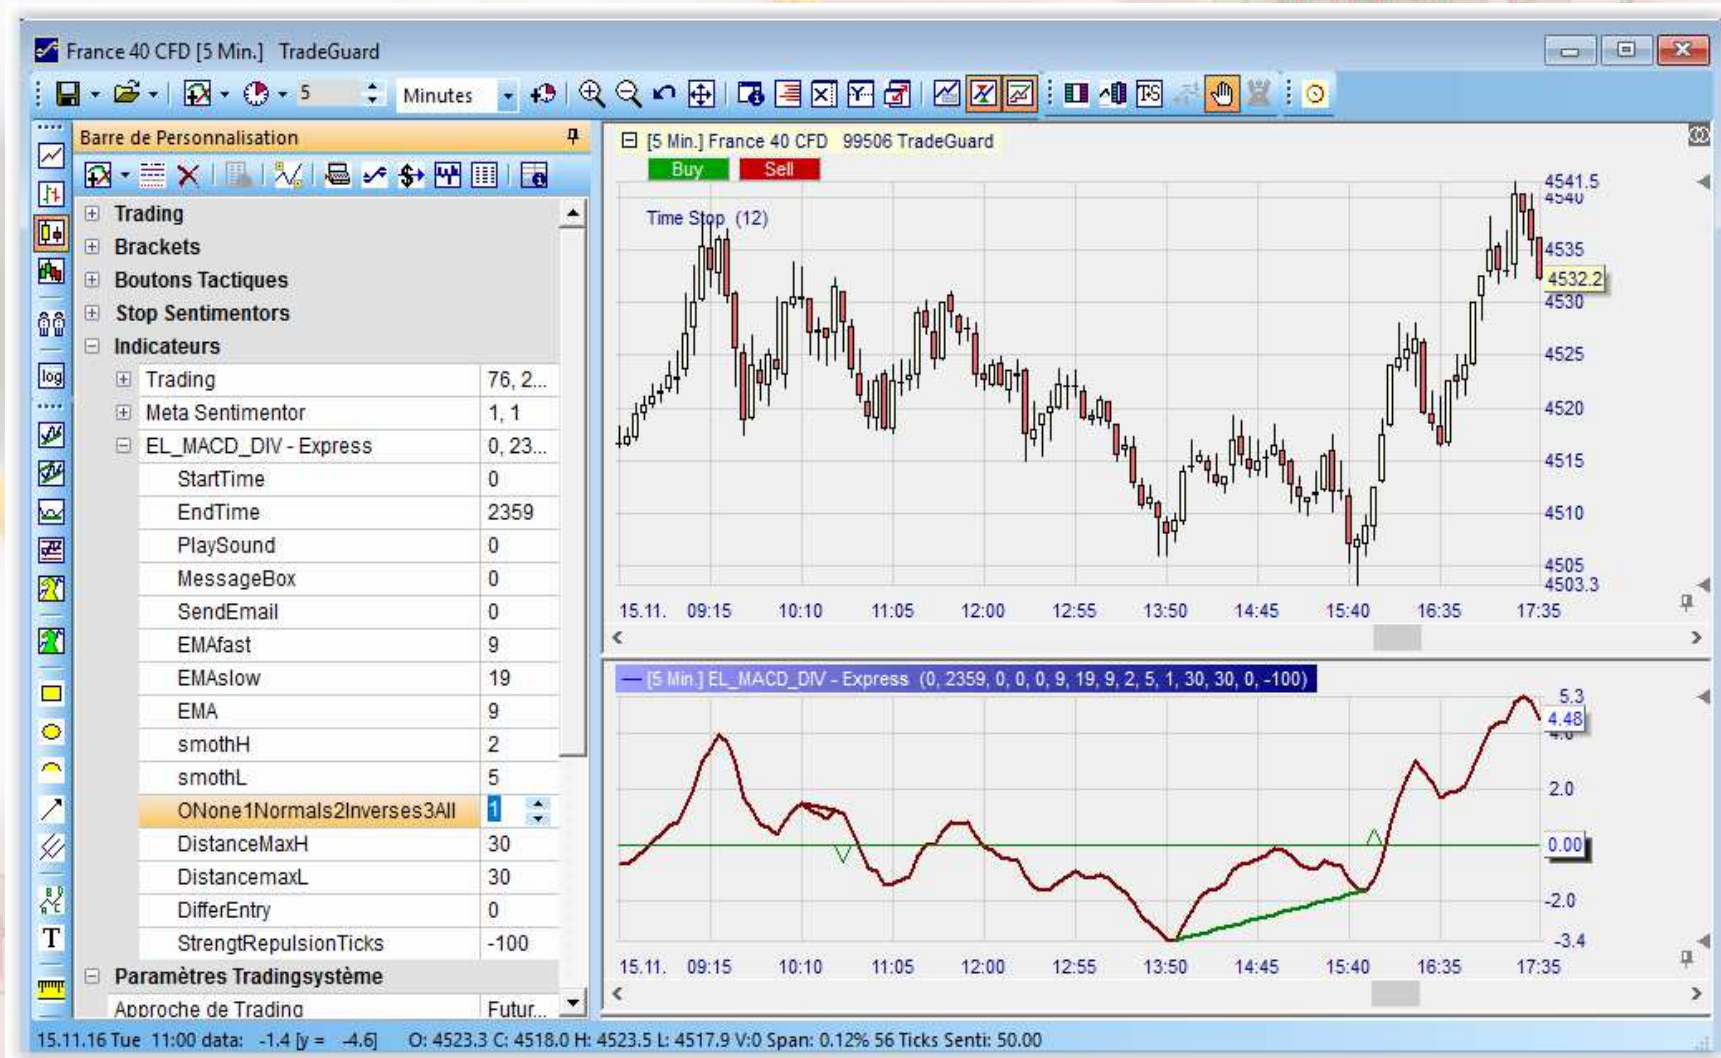 France 40 CFD [5 Min.] TradeGuard
5 Minutes
T+S
Barre de Personnalisation
log
T
Trading
Brackets
Boutons Tactiques
Stop Sentimentors
Indicateurs
Trading 76, 2...
Meta Sentimentor 1, 1
EL_MACD_DIV - Express 0, 23...
StartTime 0
EndTime 2359
PlaySound 0
MessageBox 0
SendEmail 0
EMAfast 9
EMAslow 19
EMA 9
smothH 2
smothL 5
0None1Normals2Inverses3All 1
DistanceMaxH 30
DistancemaxL 30
DifferEntry 0
StrengtRepulsionTicks -100
Paramètres Tradingsystème
Approche de Trading Futur...
[5 Min.] France 40 CFD 99506 TradeGuard
Buy Sell
Time Stop (12)
4541.5
4540
4535
4532.2
4530
4525
4520
4515
4510
4505
4503.3
15.11. 09:15 10:10 11:05 12:00 12:55 13:50 14:45 15:40 16:35 17:35
[5 Min.] EL_MACD_DIV - Express (0, 2359, 0, 0, 0, 9, 19, 9, 2, 5, 1, 30, 30, 0, -100)
5.3
4.48
4.0
2.0
0.00
-2.0
-3.4
15.11. 09:15 10:10 11:05 12:00 12:55 13:50 14:45 15:40 16:35 17:35
15.11.16 Tue 11:00 data: -1.4 [y = -4.6] O: 4523.3 C: 4518.0 H: 4523.5 L: 4517.9 V:0 Span: 0.12% 56 Ticks Senti: 50.00